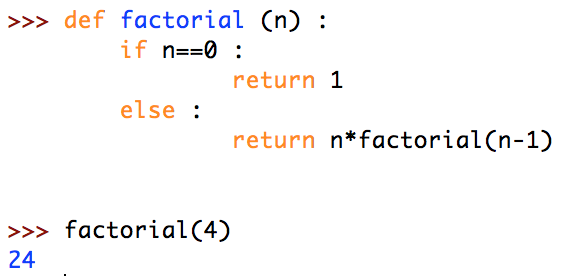 >>> def factorial (n) :
        if n==0 :
                return 1
        else :
                return n*factorial(n-1)
>>> factorial(4)
24